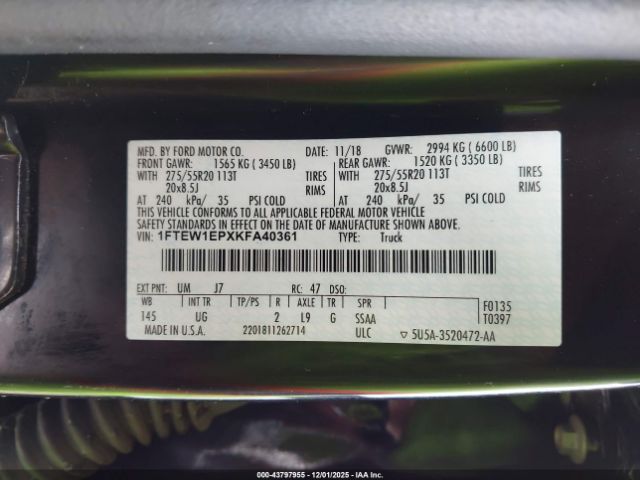 MFD. BY FORD MOTOR CO. DATE: 11/18 GVWR: 2994 KG ( 6600 LB)
FRONT GAWR: 1565 KG ( 3450 LB) REAR GAWR: 1520 KG ( 3350 LB)
WITH 275/55R20 113T TIRES WITH 275/55R20 113T TIRES
20x8.5J RIMS 20x8.5J RIMS
AT 240 kPa/ 35 PSI COLD AT 240 kPa/ 35 PSI COLD
THIS VEHICLE CONFORMS TO ALL APPLICABLE FEDERAL MOTOR VEHICLE
SAFETY STANDARDS IN EFFECT ON THE DATE OF MANUFACTURE SHOWN ABOVE.
VIN: 1FTEW1EPXKFA40361 TYPE: Truck
EXT PNT: UM J7 RC: 47 DSO:
WB INT TR TP/PS R AXLE TR SPR F0135
145 UG 2 L9 G SSAA T0397
MADE IN U.S.A. 2201811262714 ULC ▽ 5U5A-3520472-AA
000-43797955 - 12/01/2025 - IAA Inc.